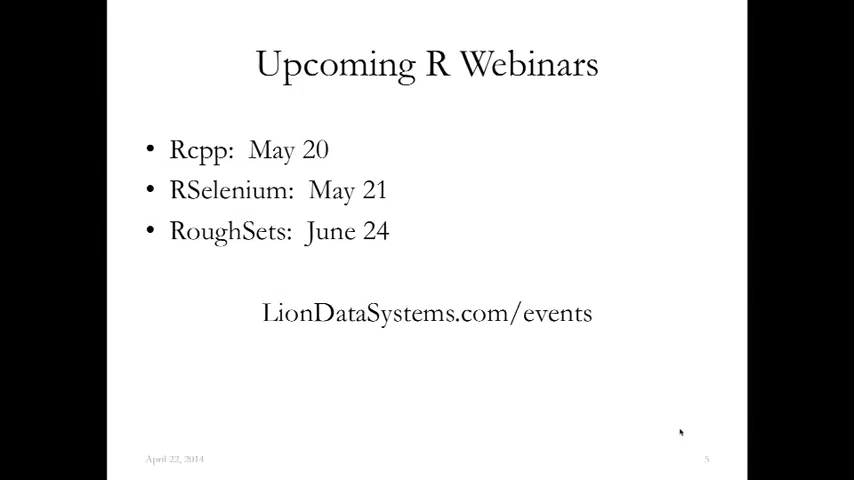 Upcoming R Webinars
• Rcpp: May 20
• RSelenium: May 21
• RoughSets: June 24
LionDataSystems.com/events
April 22, 2014
5